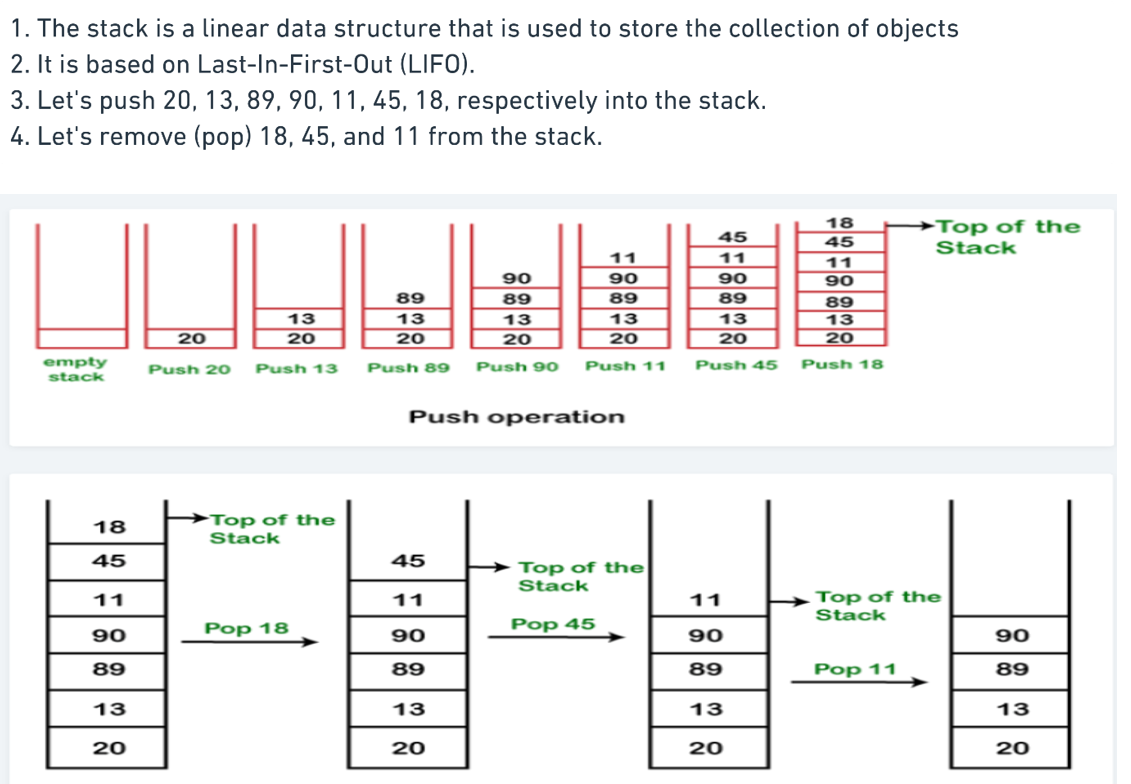 1. The stack is a linear data structure that is used to store the collection of objects
2. It is based on Last-In-First-Out (LIFO).
3. Let's push 20, 13, 89, 90, 11, 45, 18, respectively into the stack.
4. Let's remove (pop) 18, 45, and 11 from the stack.
empty
stack
20
Push 20
13
20
Push 13
89
13
20
Push 89
90
89
13
20
Push 90
11
90
89
13
20
Push 11
45
11
90
89
13
20
Push 45
18
45
11
90
89
13
20
Push 18
Top of the
Stack
Push operation
18
45
11
90
89
13
20
Top of the
Stack
Pop 18
45
11
90
89
13
20
Top of the
Stack
Pop 45
11
90
89
13
20
Top of the
Stack
Pop 11
90
89
13
20